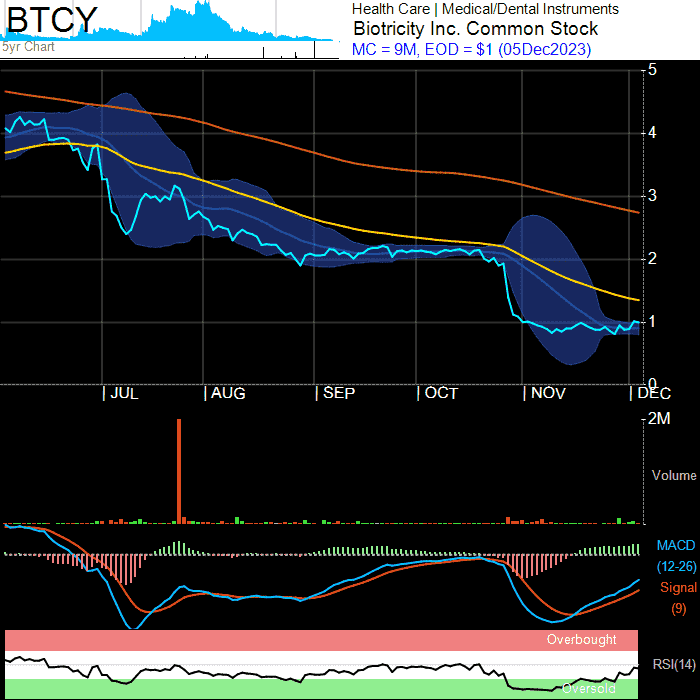 BTCY
5yr Chart
Health Care | Medical/Dental Instruments
Biotricity Inc. Common Stock
MC = 9M, EOD = $1 (05Dec2023)
5
4
3
2
1
0
| JUL | AUG | SEP | OCT | NOV | DEC
2M
Volume
MACD
(12-26)
Signal
(9)
Overbought
RSI(14)
Oversold